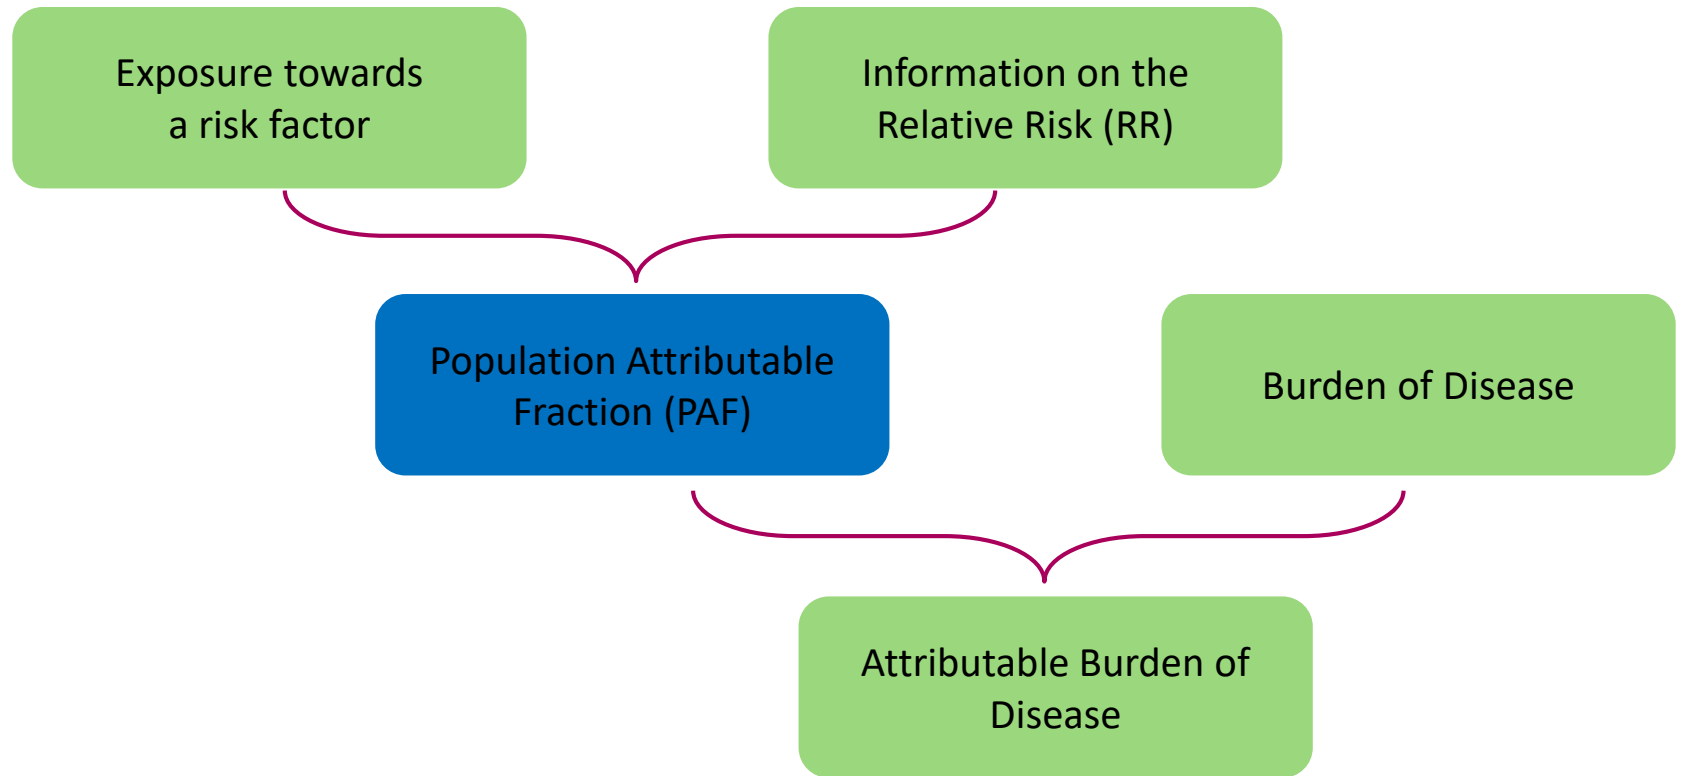 Exposure towards
a risk factor
Information on the
Relative Risk (RR)
Population Attributable
Fraction (PAF)
Burden of Disease
Attributable Burden of
Disease